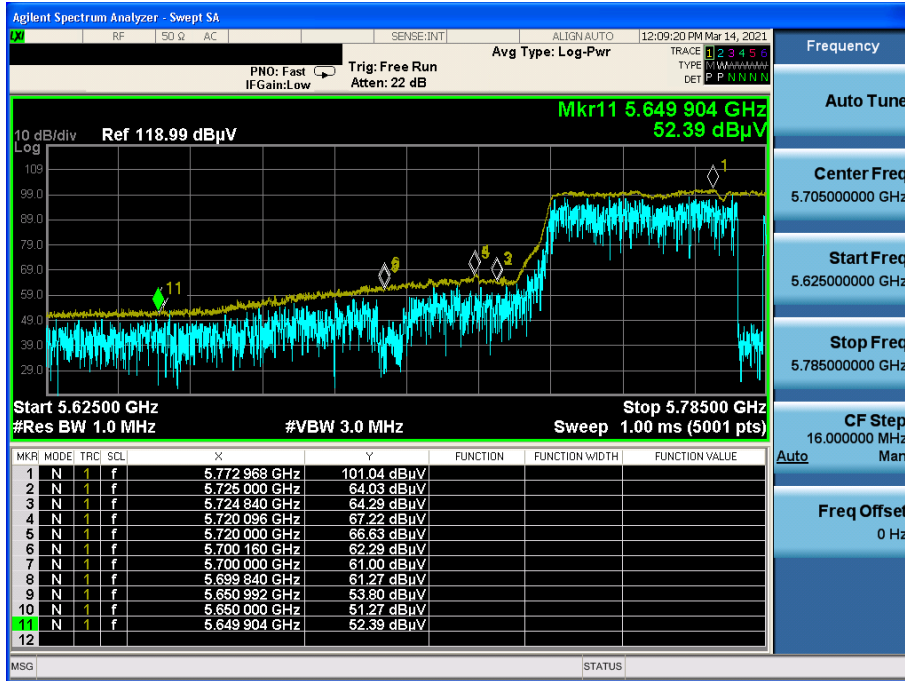 Agilent Spectrum Analyzer - Swept SA
LXI RF 50 Ω AC SENSE:INT ALIGNAUTO 12:09:20 PM Mar 14, 2021
PNO: Fast
IFGain:Low
Trig: Free Run
Atten: 22 dB
Avg Type: Log-Pwr
TRACE 1 2 3 4 5 6
TYPE M W
DET P P N N N N
Mkr11 5.649 904 GHz
52.39 dBµV
10 dB/div Ref 118.99 dBµV
Log
109
99.0
89.0
79.0
69.0
59.0
49.0
39.0
29.0
1
2
11
Start 5.62500 GHz Stop 5.78500 GHz
#Res BW 1.0 MHz #VBW 3.0 MHz Sweep 1.00 ms (5001 pts)
MKR MODE TRC SCL X Y FUNCTION FUNCTION WIDTH FUNCTION VALUE
1 N 1 f 5.772 968 GHz 101.04 dBµV
2 N 1 f 5.725 000 GHz 64.03 dBµV
3 N 1 f 5.724 840 GHz 64.29 dBµV
4 N 1 f 5.720 096 GHz 67.22 dBµV
5 N 1 f 5.720 000 GHz 66.63 dBµV
6 N 1 f 5.700 160 GHz 62.29 dBµV
7 N 1 f 5.700 000 GHz 61.00 dBµV
8 N 1 f 5.699 840 GHz 61.27 dBµV
9 N 1 f 5.650 992 GHz 53.80 dBµV
10 N 1 f 5.650 000 GHz 51.27 dBµV
11 N 1 f 5.649 904 GHz 52.39 dBµV
12
MSG STATUS
Frequency
Auto Tune
Center Freq
5.705000000 GHz
Start Freq
5.625000000 GHz
Stop Freq
5.785000000 GHz
CF Step
16.000000 MHz
Auto Man
Freq Offset
0 Hz